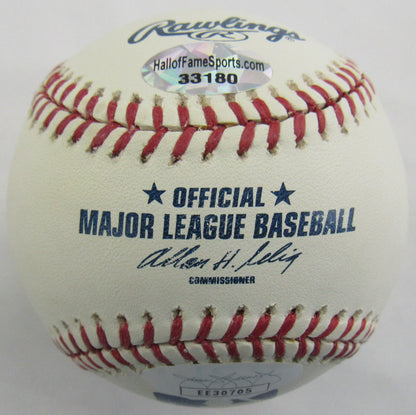 Rawlings
R
HallofFameSports.com
33180
★ OFFICIAL ★
MAJOR LEAGUE BASEBALL
Allan H. Selig
COMMISSIONER
EE30705